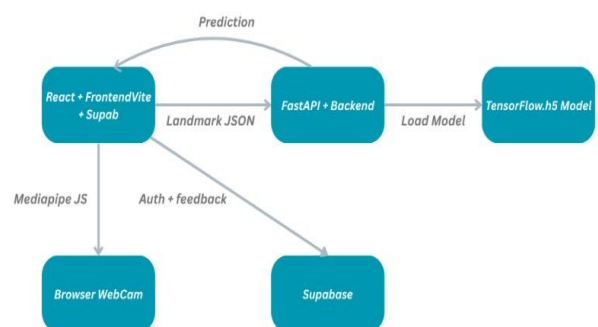 Prediction
React + FrontendVite
+ Supab
Landmark JSON
FastAPI + Backend
Load Model
TensorFlow.h5 Model
Mediapipe JS
Auth + feedback
Browser WebCam
Supabase